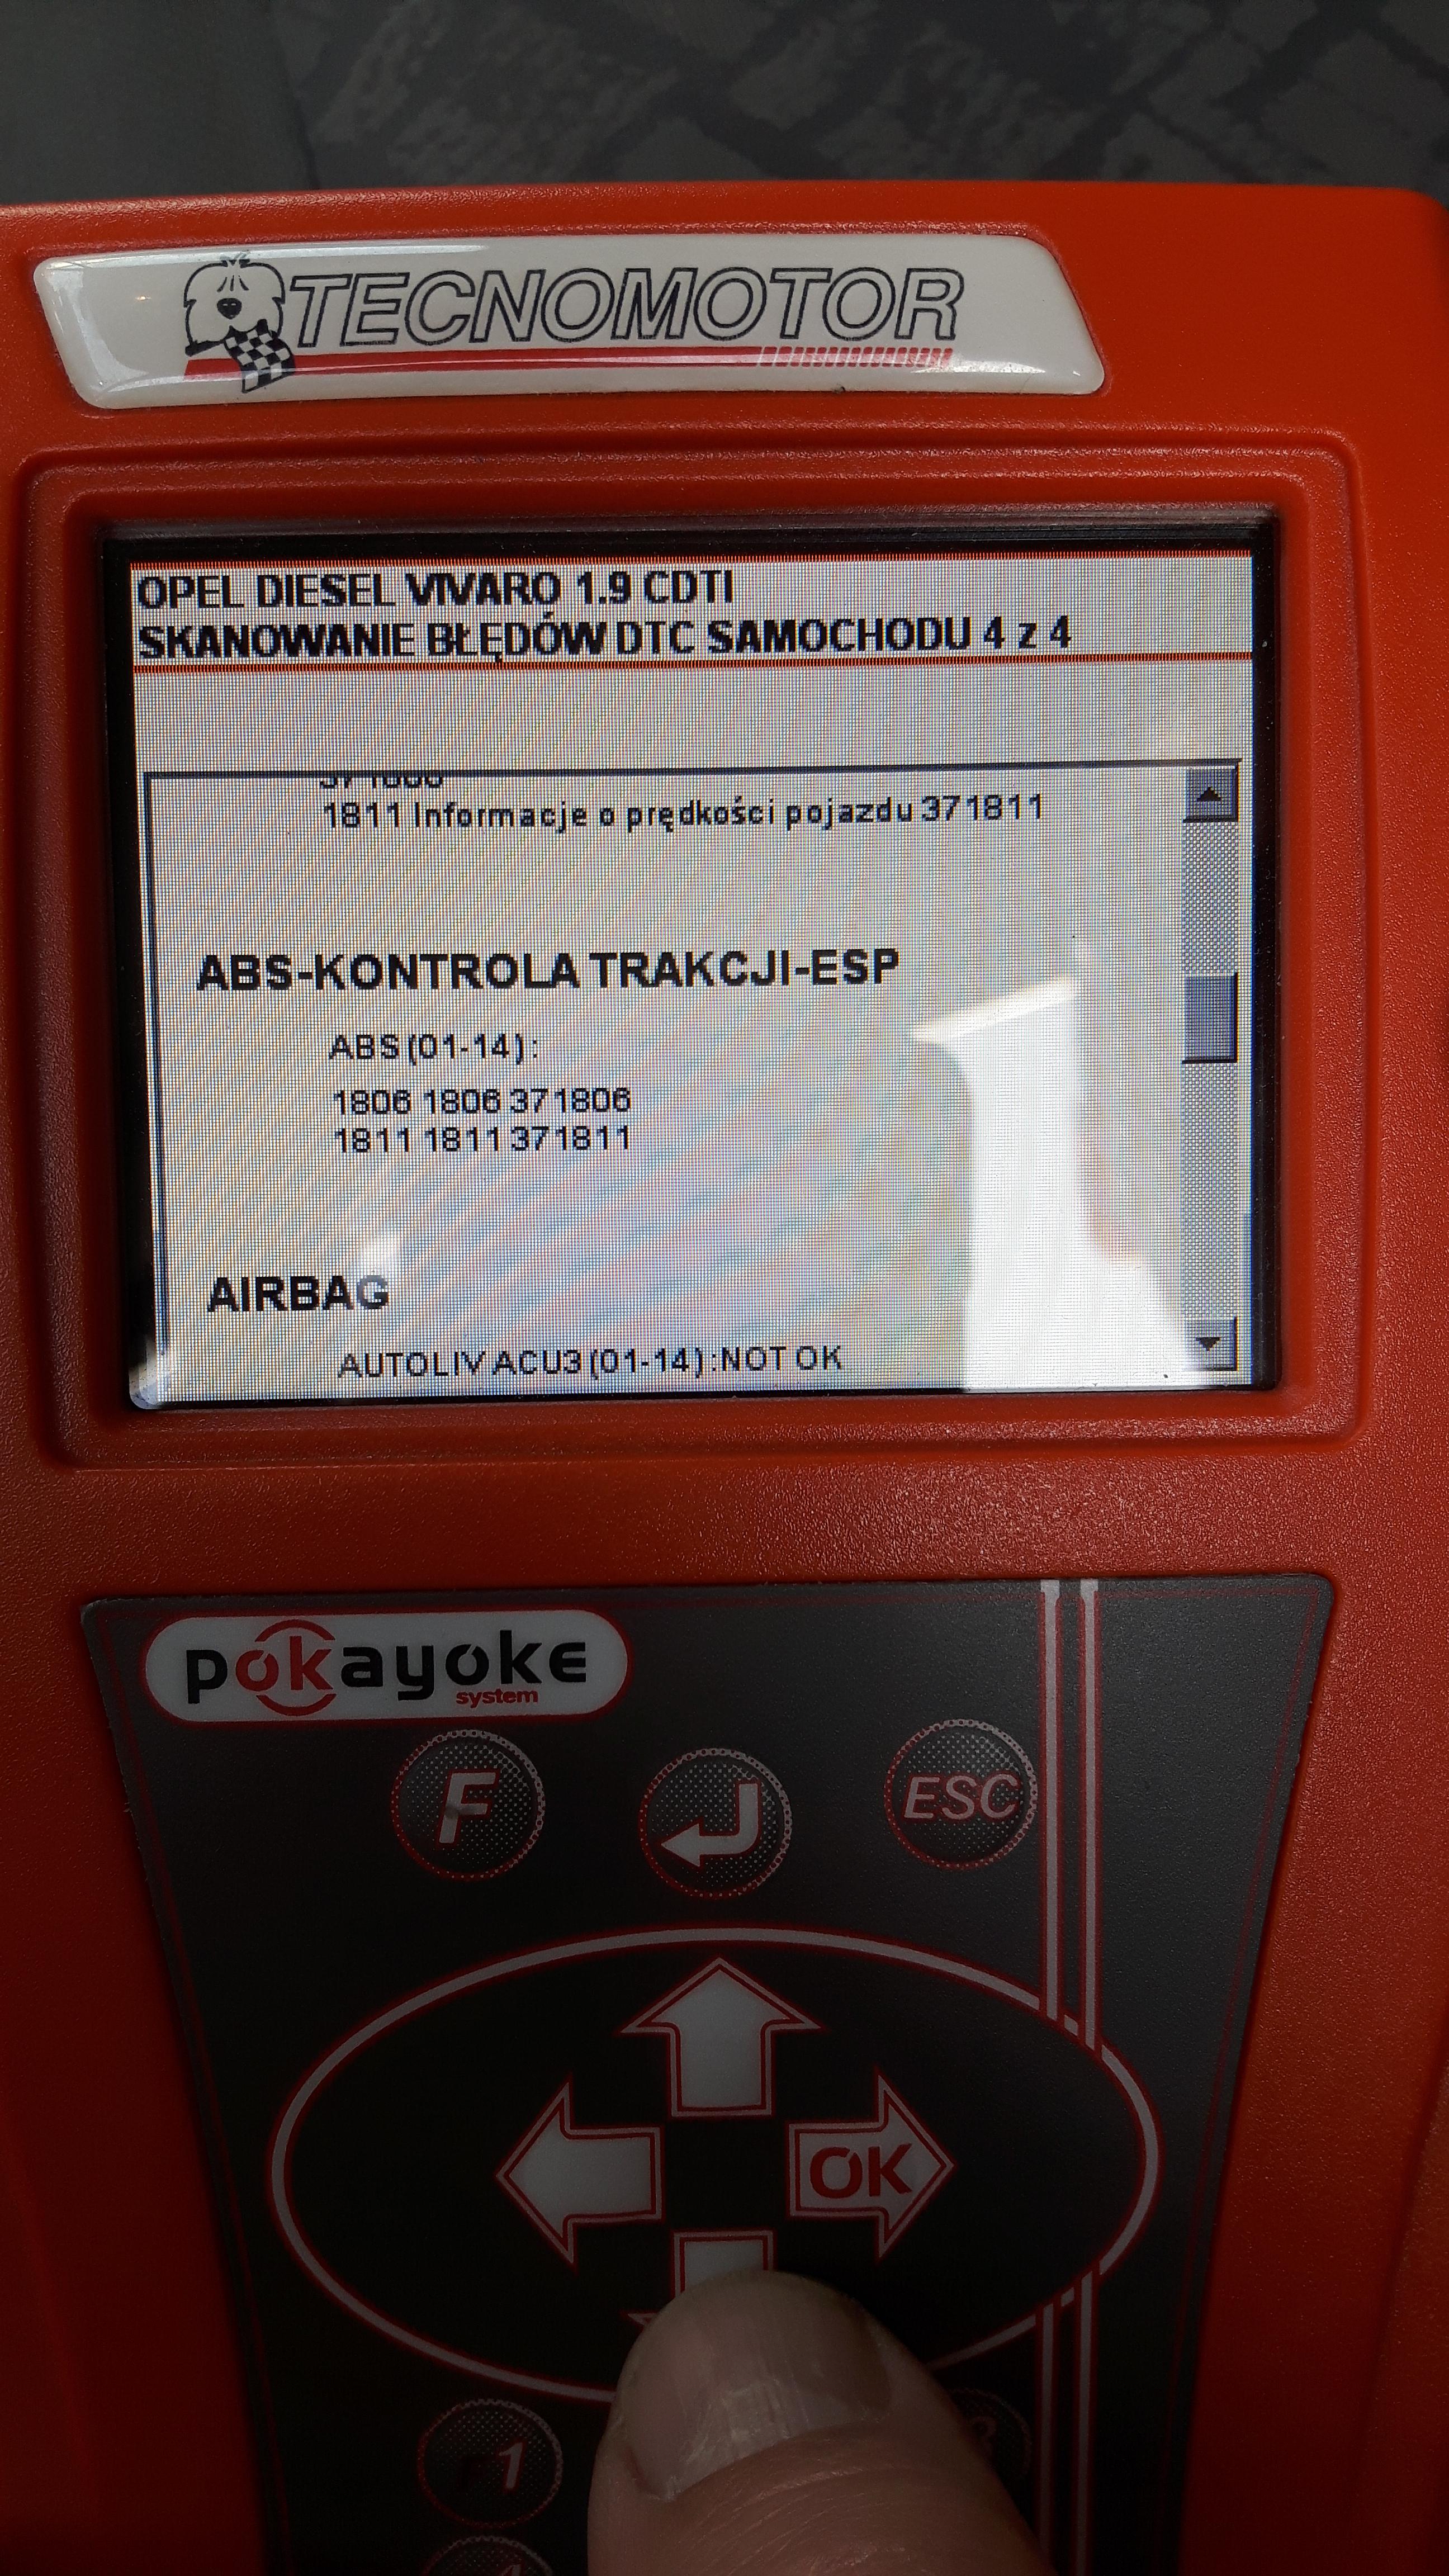 TECNOMOTOR
OPEL DIESEL VIVARO 1.9 CDTI
SKANOWANIE BŁĘDÓW DTC SAMOCHODU 4 z 4
1811 Informacje o prędkości pojazdu 371811
ABS-KONTROLA TRAKCJI-ESP
ABS (01-14) :
1806 1806 371806
1811 1811 371811
AIRBAG
AUTOLIV ACU3 (01-14) :NOT OK
pokayoke
system
F
ESC
OK
1